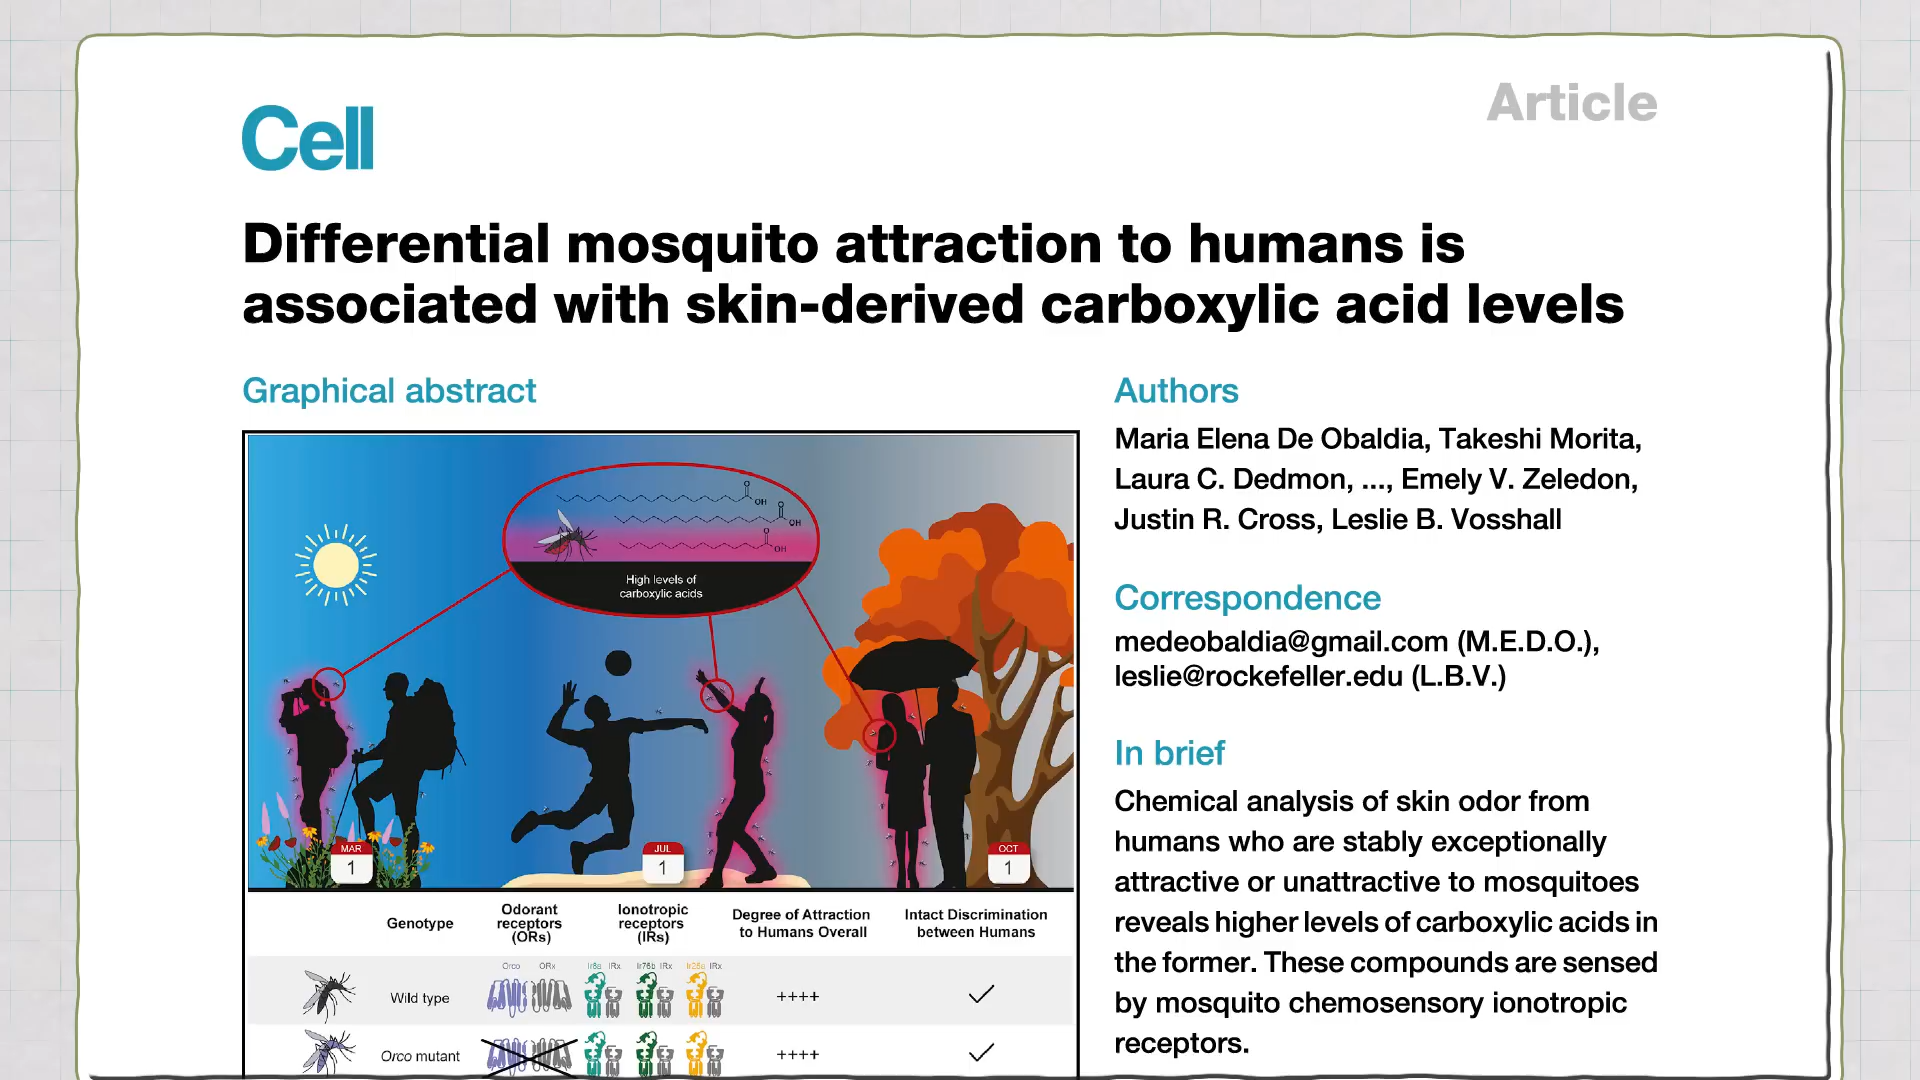 Cell
Article
Differential mosquito attraction to humans is
associated with skin-derived carboxylic acid levels
Graphical abstract
OH
OH
OH
High levels of
carboxylic acids
MAR
1
JUL
1
OCT
1
Genotype
Odorant
receptors
(ORs)
Ionotropic
receptors
(IRs)
Degree of Attraction
to Humans Overall
Intact Discrimination
between Humans
Orco ORx Ir8a IRx Ir76b IRx Ir25a IRx
Wild type ++++
Orco mutant ++++
Authors
Maria Elena De Obaldia, Takeshi Morita,
Laura C. Dedmon, ..., Emely V. Zeledon,
Justin R. Cross, Leslie B. Vosshall
Correspondence
medeobaldia@gmail.com (M.E.D.O.),
leslie@rockefeller.edu (L.B.V.)
In brief
Chemical analysis of skin odor from
humans who are stably exceptionally
attractive or unattractive to mosquitoes
reveals higher levels of carboxylic acids in
the former. These compounds are sensed
by mosquito chemosensory ionotropic
receptors.